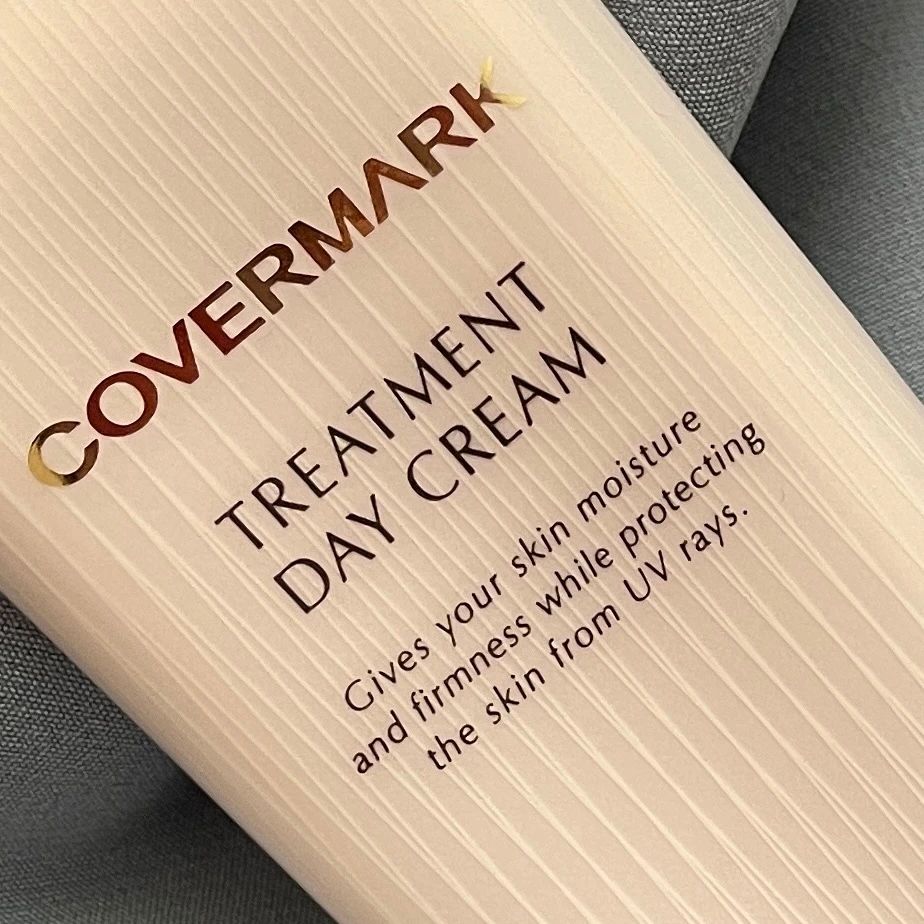 COVERMARK
TREATMENT
DAY CREAM
Gives your skin moisture
and firmness while protecting
the skin from UV rays.